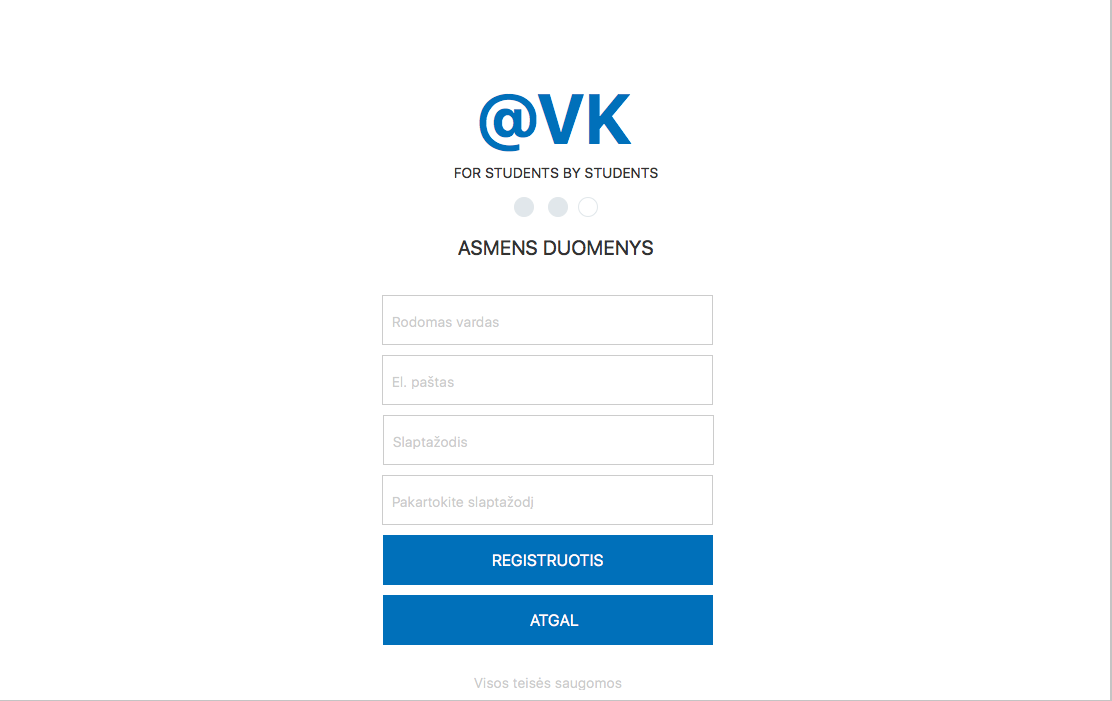 @VK
FOR STUDENTS BY STUDENTS
ASMENS DUOMENYS
Rodomas vardas
El. paštas
Slaptažodis
Pakartokite slaptažodį
REGISTRUOTIS
ATGAL
Visos teisės saugomos